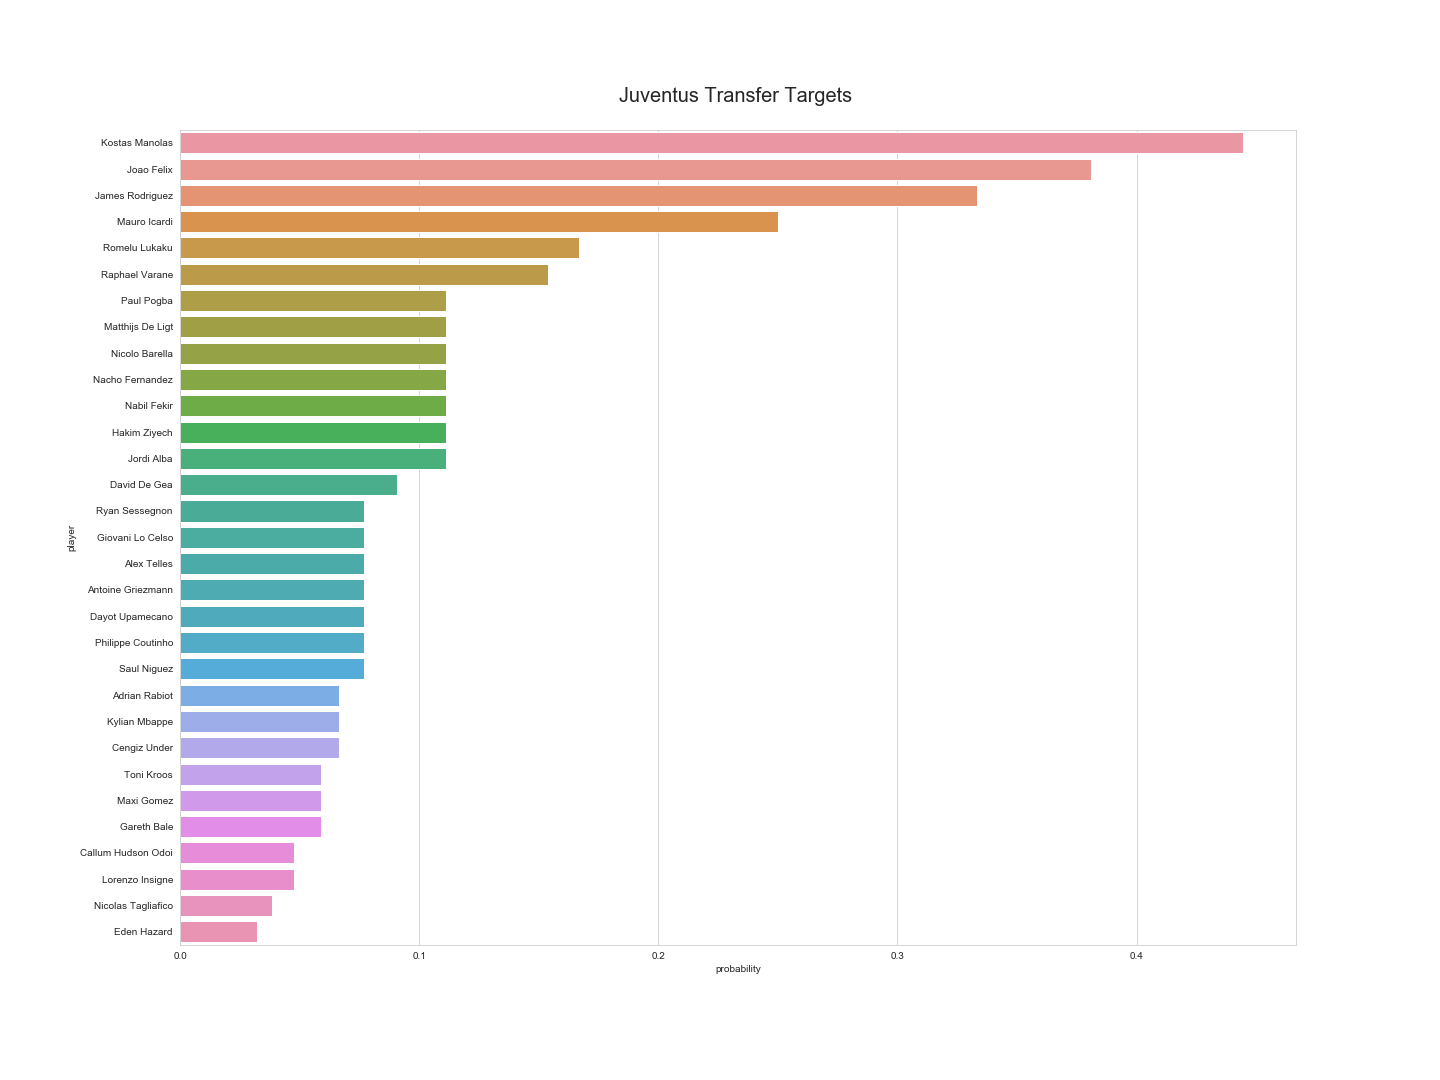 Juventus Transfer Targets
Kostas Manolas
Joao Felix
James Rodriguez
Mauro Icardi
Romelu Lukaku
Raphael Varane
Paul Pogba
Matthijs De Ligt
Nicolo Barella
Nacho Fernandez
Nabil Fekir
Hakim Ziyech
Jordi Alba
David De Gea
Ryan Sessegnon
Giovani Lo Celso
Alex Telles
Antoine Griezmann
Dayot Upamecano
Philippe Coutinho
Saul Niguez
Adrian Rabiot
Kylian Mbappe
Cengiz Under
Toni Kroos
Maxi Gomez
Gareth Bale
Callum Hudson Odoi
Lorenzo Insigne
Nicolas Tagliafico
Eden Hazard
player
0.0 0.1 0.2 0.3 0.4
probability